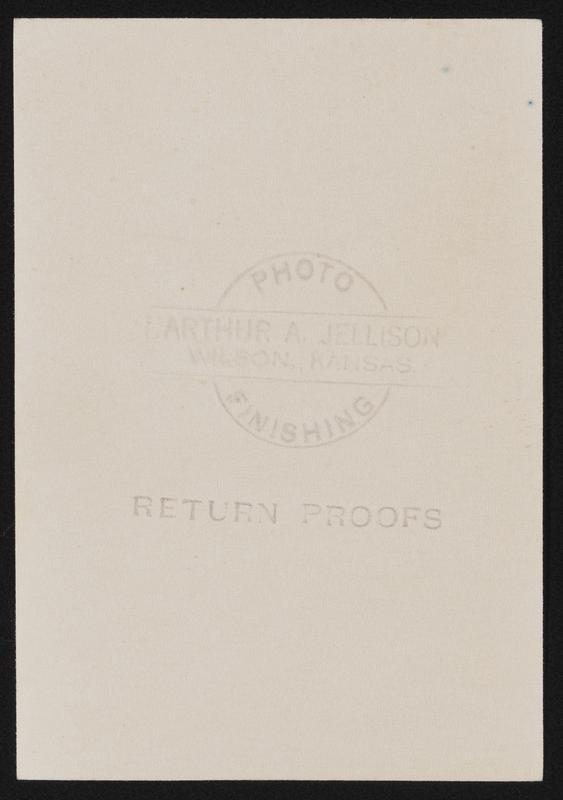 PHOTO
ARTHUR A. JELLISON
WILSON, KANSAS.
FINISHING
RETURN PROOFS